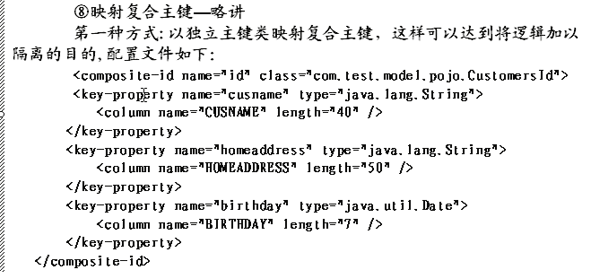 ⑧映射复合主键—略讲
第一种方式:以独立主键类映射复合主键，这样可以达到将逻辑加以
隔离的目的,配置文件如下:
<composite-id name="id" class="com.test.model.pojo.CustomersId">
<key-property name="cusname" type="java.lang.String">
<column name="CUSNAME" length="40" />
</key-property>
<key-property name="homeaddress" type="java.lang.String">
<column name="HOMEADDRESS" length="50" />
</key-property>
<key-property name="birthday" type="java.util.Date">
<column name="BIRTHDAY" length="7" />
</key-property>
</composite-id>